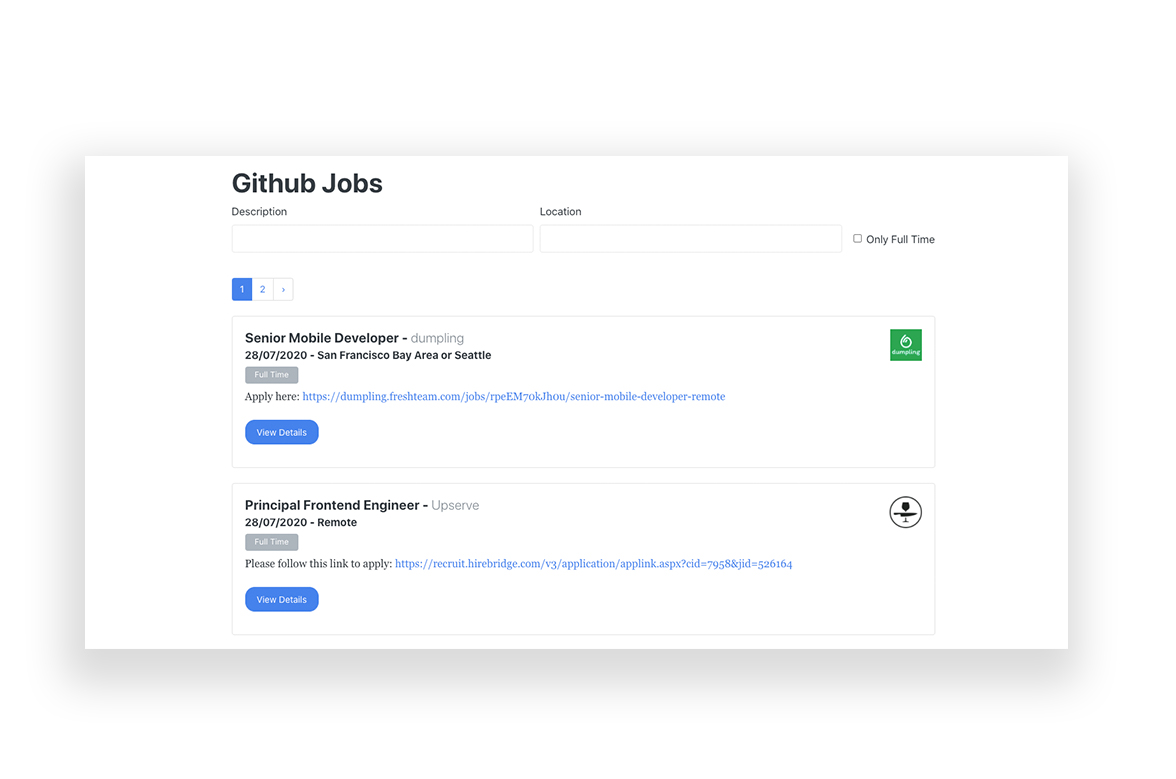 Github Jobs
Description
Location
Only Full Time
1 2 ›
Senior Mobile Developer - dumpling
28/07/2020 - San Francisco Bay Area or Seattle
dumpling
Full Time
Apply here: https://dumpling.freshteam.com/jobs/rpeEM70kJh0u/senior-mobile-developer-remote
View Details
Principal Frontend Engineer - Upserve
28/07/2020 - Remote
Full Time
Please follow this link to apply: https://recruit.hirebridge.com/v3/application/applink.aspx?cid=7958&jid=526164
View Details